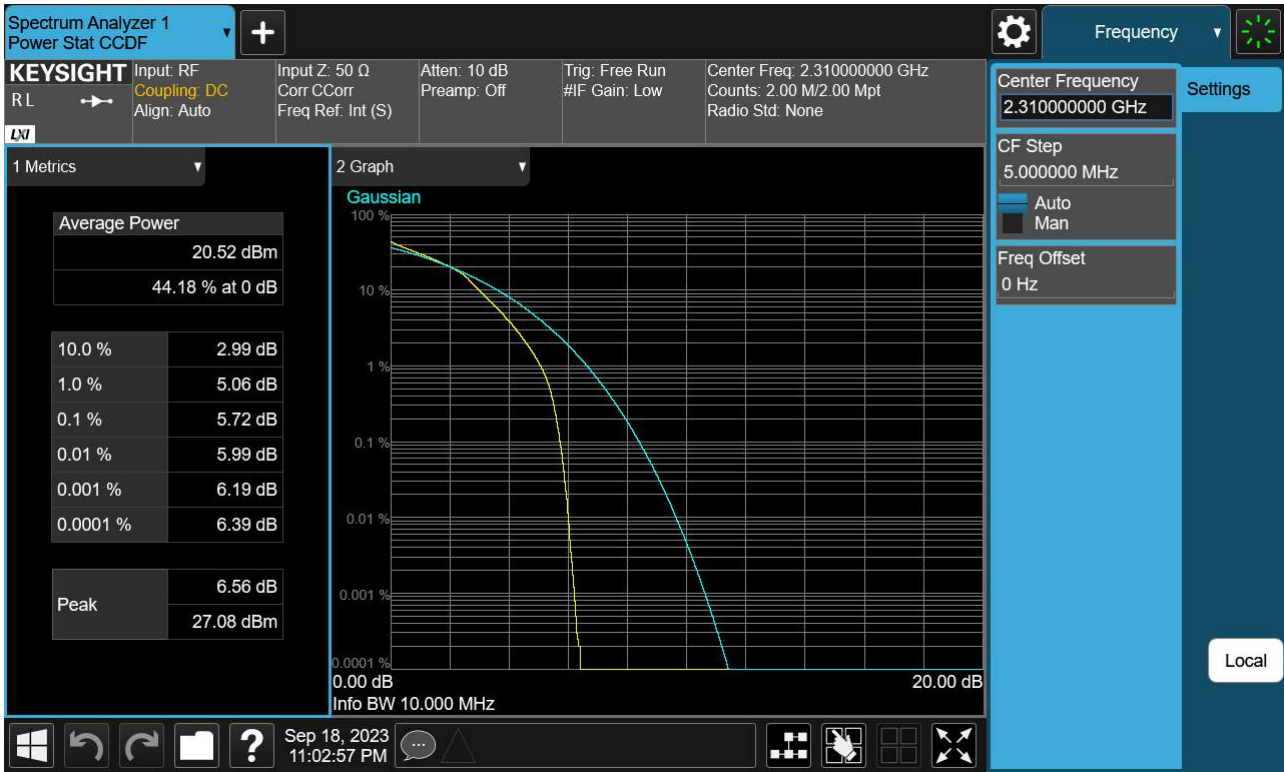 Spectrum Analyzer 1
Power Stat CCDF
+
Frequency
KEYSIGHT
R L
LXI
Input: RF
Coupling: DC
Align: Auto
Input Z: 50 Ω
Corr CCorr
Freq Ref: Int (S)
Atten: 10 dB
Preamp: Off
Trig: Free Run
#IF Gain: Low
Center Freq: 2.310000000 GHz
Counts: 2.00 M/2.00 Mpt
Radio Std: None
Center Frequency
2.310000000 GHz
Settings
CF Step
5.000000 MHz
Auto
Man
Freq Offset
0 Hz
1 Metrics
Average Power
20.52 dBm
44.18 % at 0 dB
10.0 % 2.99 dB
1.0 % 5.06 dB
0.1 % 5.72 dB
0.01 % 5.99 dB
0.001 % 6.19 dB
0.0001 % 6.39 dB
Peak
6.56 dB
27.08 dBm
2 Graph
Gaussian
100 %
10 %
1 %
0.1 %
0.01 %
0.001 %
0.0001 %
0.00 dB 20.00 dB
Info BW 10.000 MHz
Local
?
Sep 18, 2023
11:02:57 PM